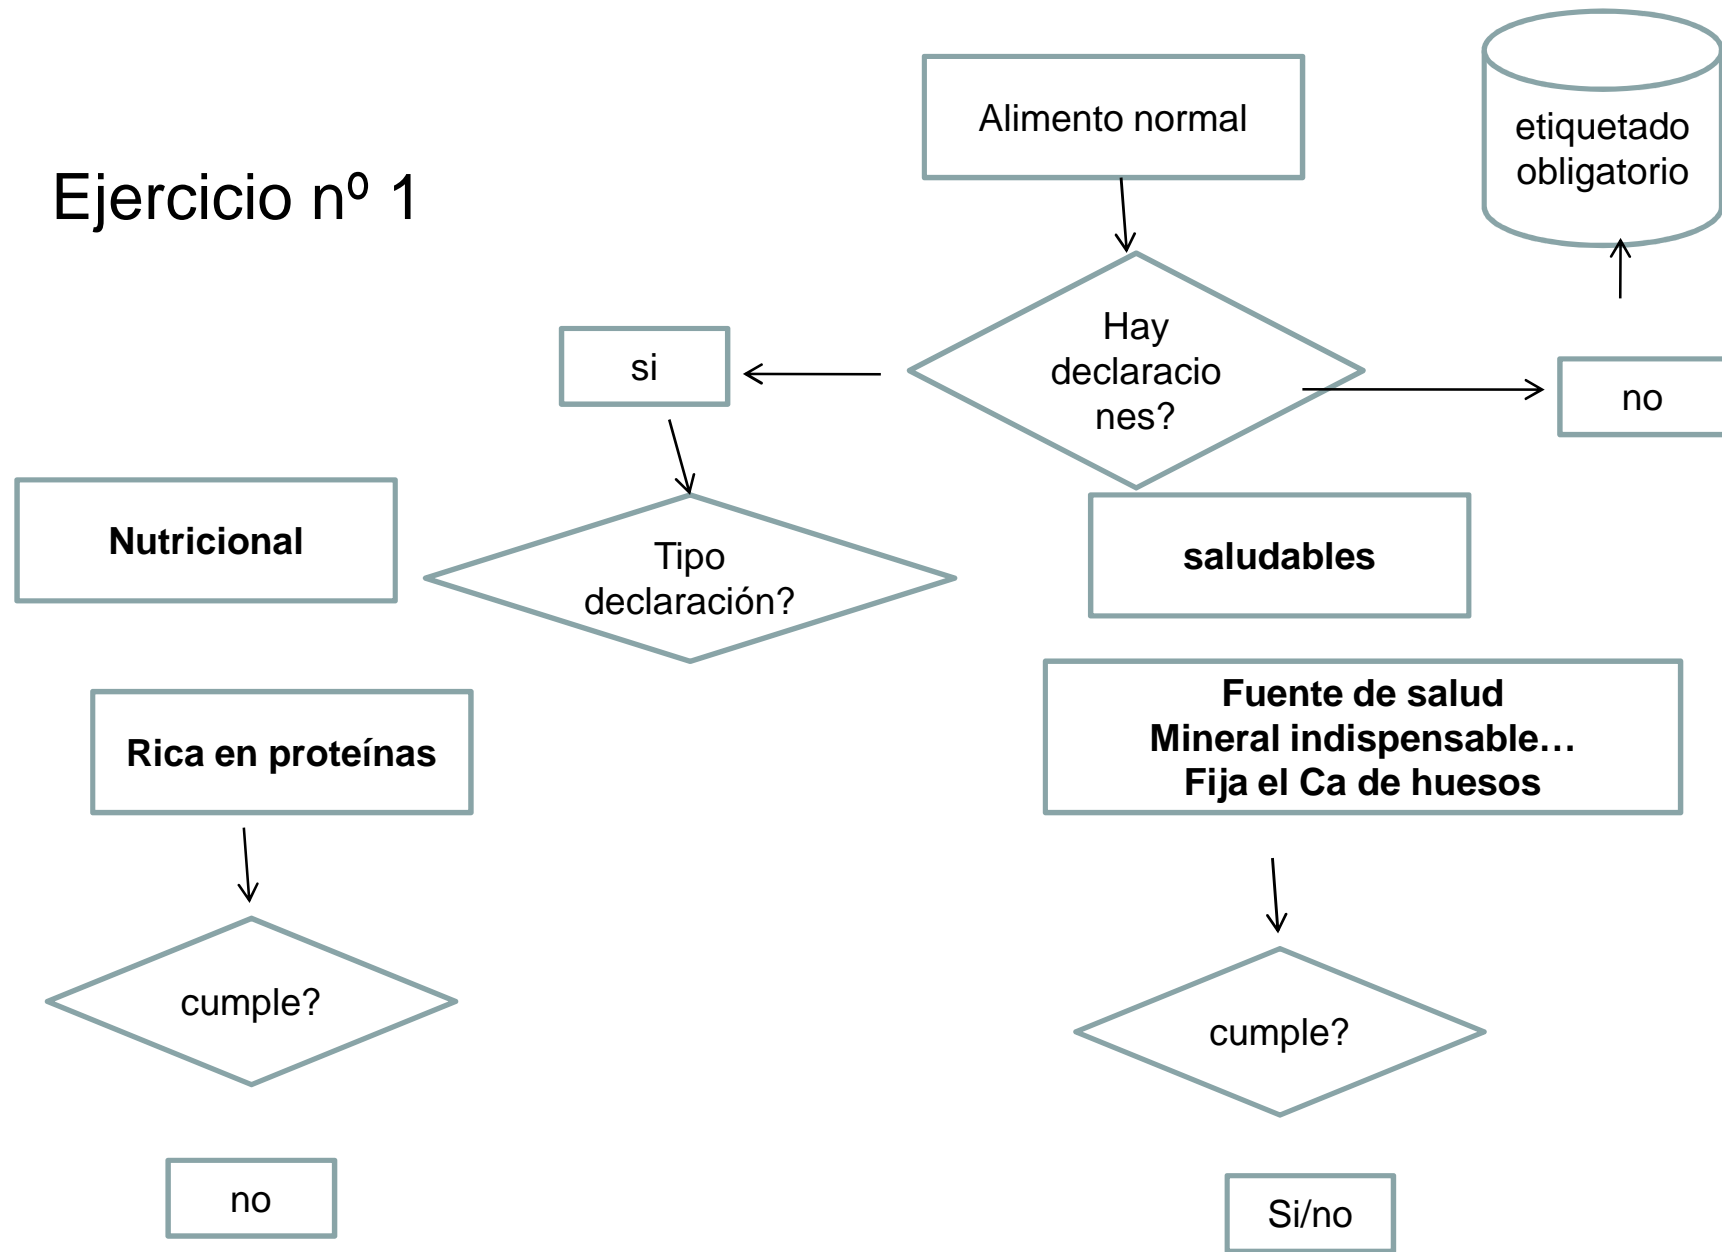 Ejercicio nº 1
Alimento normal
etiquetado
obligatorio
Hay
declaracio
nes?
si
no
Nutricional
Tipo
declaración?
saludables
Rica en proteínas
Fuente de salud
Mineral indispensable…
Fija el Ca de huesos
cumple?
cumple?
no
Si/no